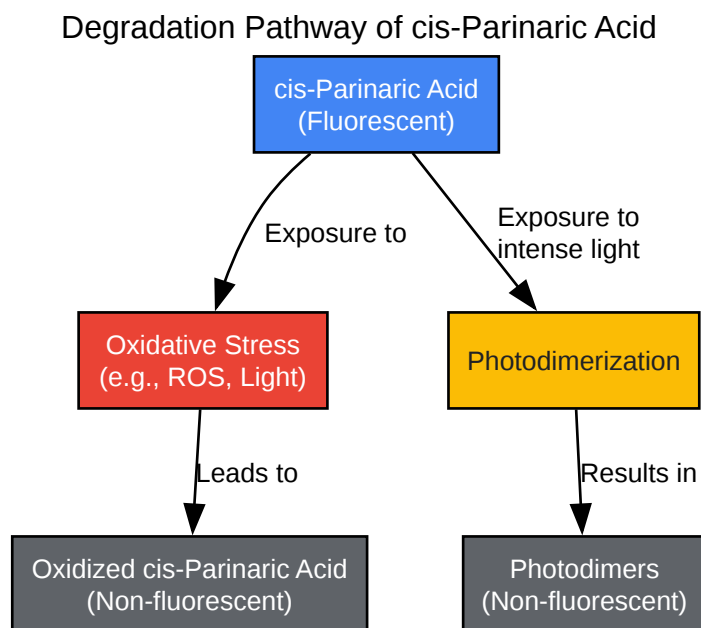 Degradation Pathway of cis-Parinaric Acid
cis-Parinaric Acid
(Fluorescent)
Exposure to
Exposure to
intense light
Oxidative Stress
(e.g., ROS, Light)
Photodimerization
Leads to
Results in
Oxidized cis-Parinaric Acid
(Non-fluorescent)
Photodimers
(Non-fluorescent)